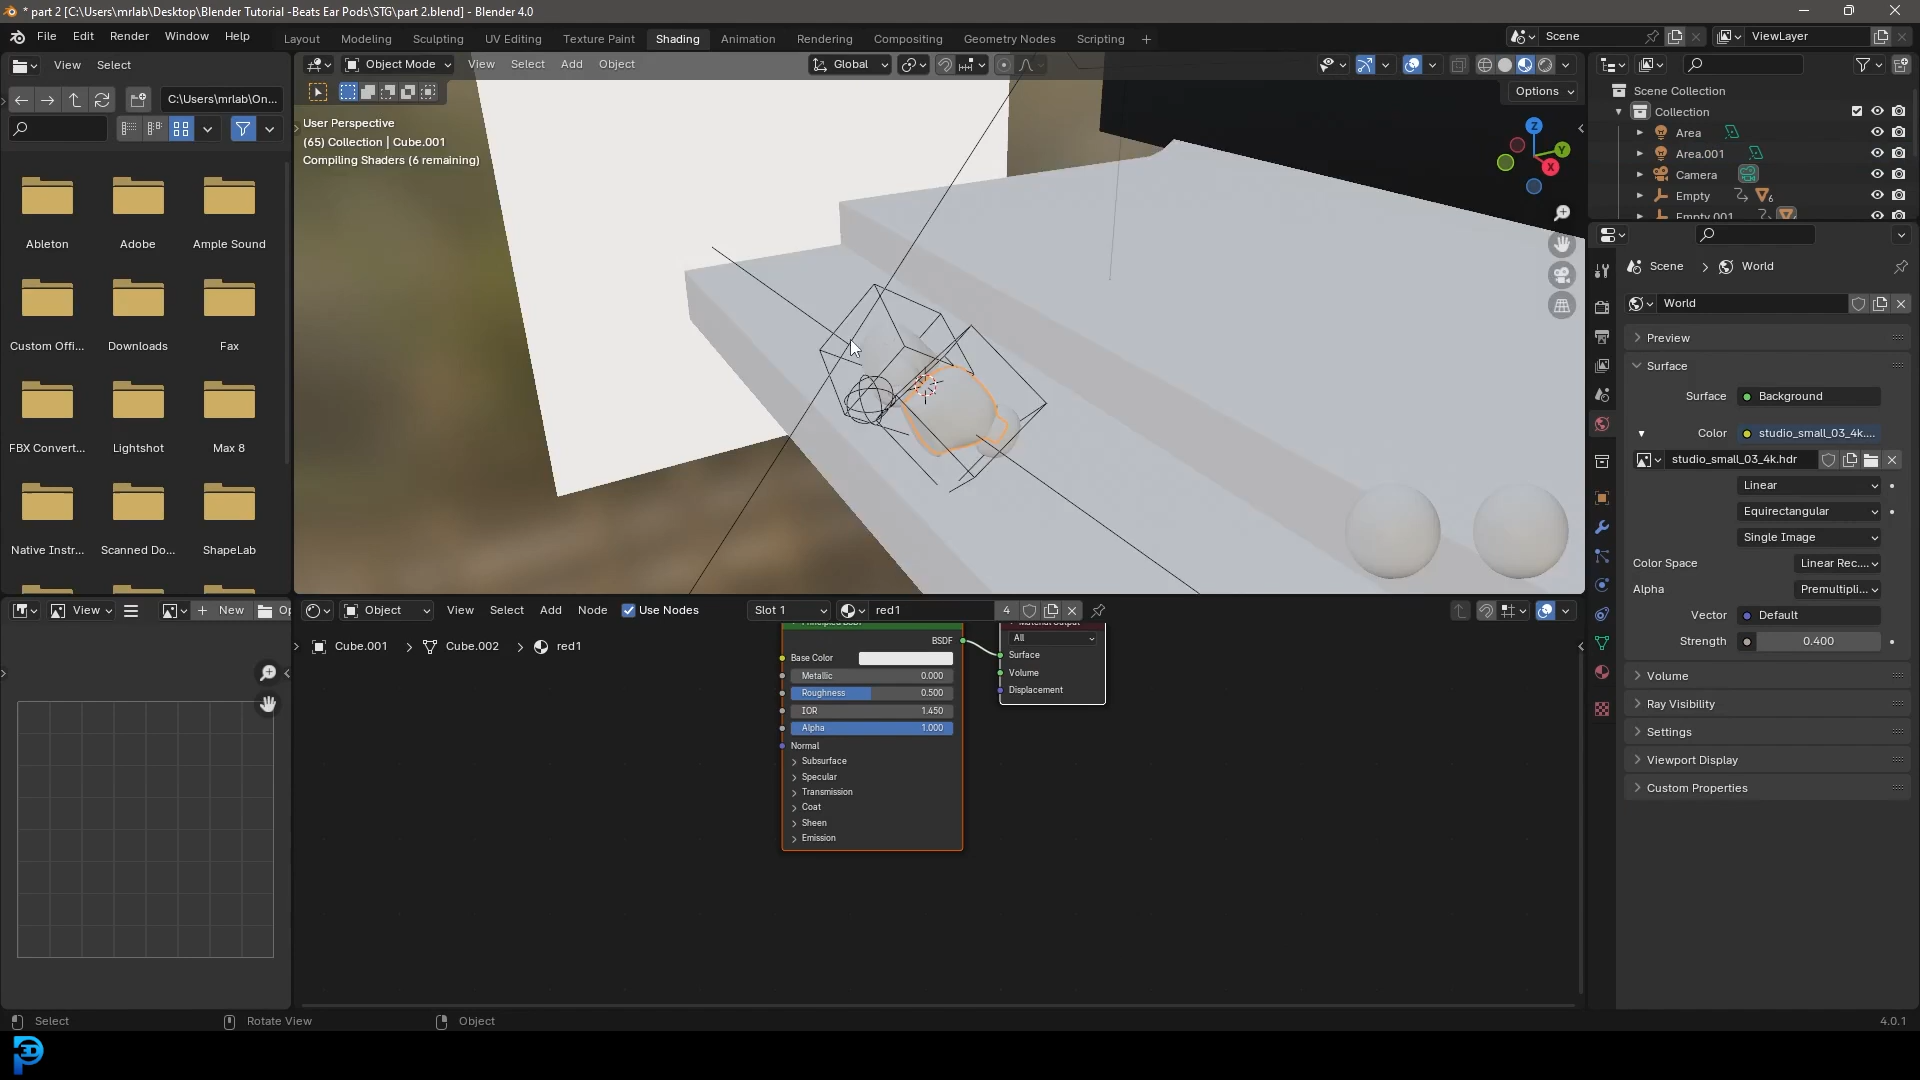 * part 2 [C:\Users\mrlab\Desktop\Blender Tutorial -Beats Ear Pods\STG\part 2.blend] - Blender 4.0
File Edit Render Window Help
Layout Modeling Sculpting UV Editing Texture Paint Shading Animation Rendering Compositing Geometry Nodes Scripting +
Scene
ViewLayer
View Select
Object Mode View Select Add Object
Global
C:\Users\mrlab\On...
Options
User Perspective
(65) Collection | Cube.001
Compiling Shaders (6 remaining)
Z
Y
X
Scene Collection
Collection
Area
Area.001
Camera
Empty
Empty.001
Ableton Adobe Ample Sound
Custom Offi... Downloads Fax
FBX Convert... Lightshot Max 8
Native Instr... Scanned Do... ShapeLab
Scene > World
World
Preview
Surface
Surface Background
Color studio_small_03_4k....
studio_small_03_4k.hdr
Linear
Equirectangular
Single Image
Color Space Linear Rec....
Alpha Premultipli...
Vector Default
Strength 0.400
Volume
Ray Visibility
Settings
Viewport Display
Custom Properties
View + New Op
Object View Select Add Node Use Nodes Slot 1 red1 4
Cube.001 > Cube.002 > red1
Principled BSDF
BSDF
Base Color
Metallic 0.000
Roughness 0.500
IOR 1.450
Alpha 1.000
Normal
Subsurface
Specular
Transmission
Coat
Sheen
Emission
Material Output
All
Surface
Volume
Displacement
Select Rotate View Object
4.0.1